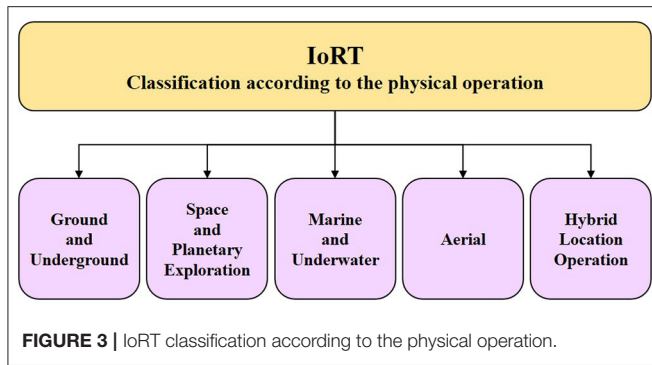 IoRT
Classification according to the physical operation
Ground
and
Underground
Space
and
Planetary
Exploration
Marine
and
Underwater
Aerial
Hybrid
Location
Operation
FIGURE 3 | IoRT classification according to the physical operation.